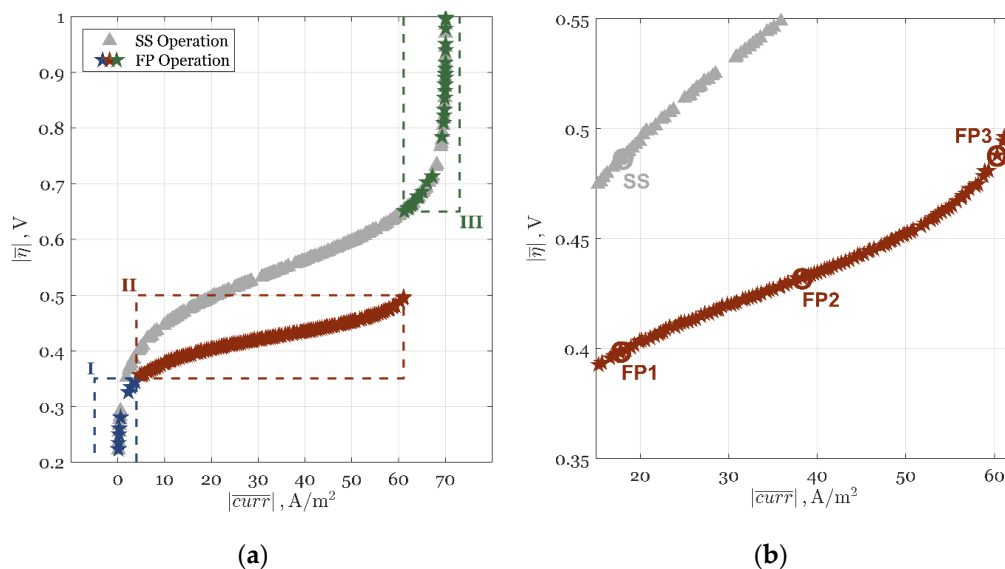 1
0.9
0.8
0.7
0.6
0.5
0.4
0.3
0.2
|η̅| , V
0 10 20 30 40 50 60 70
|c̅u̅r̅r̅| , A/m²
SS Operation
FP Operation
I
II
III
(a)
0.55
0.5
0.45
0.4
0.35
|η̅| , V
20 30 40 50 60
|c̅u̅r̅r̅| , A/m²
SS
FP1
FP2
FP3
(b)